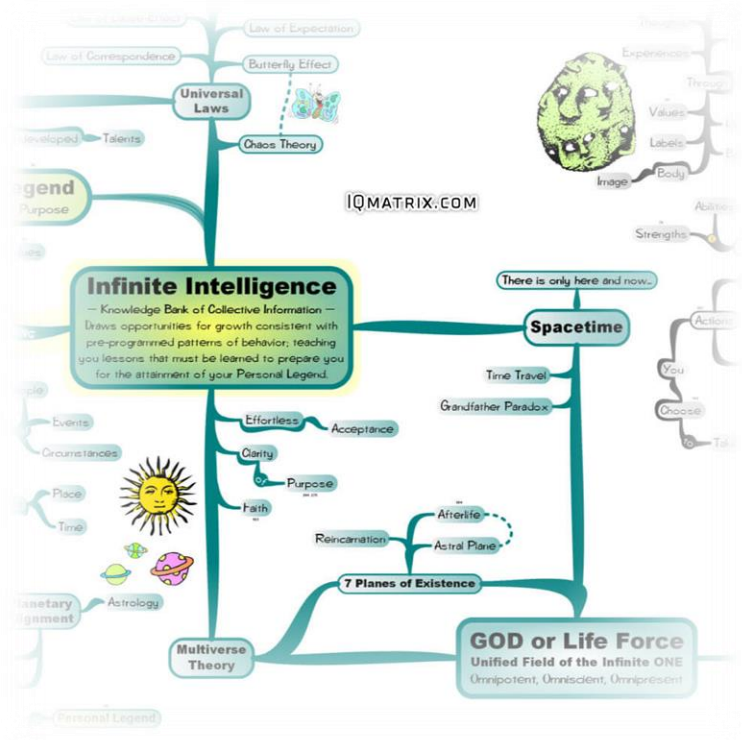 Law of Expectation
Law of Correspondence
Butterfly Effect
Universal
Laws
Talents
Chaos Theory
Experiences
Values
Labels
Body
Image
Purpose
IQMATRIX.COM
Strengths
Infinite Intelligence
— Knowledge Bank of Collective Information —
Draws opportunities for growth consistent with
pre-programmed patterns of behavior; teaching
you lessons that must be learned to prepare you
for the attainment of your Personal Legend.
There is only here and now...
Spacetime
Time Travel
Grandfather Paradox
Actions
You
Choose
Events
Circumstances
Effortless
Acceptance
Clarity
Of
Purpose
Faith
Place
Time
Afterlife
Reincarnation
Astral Plane
7 Planes of Existence
Astrology
Multiverse
Theory
GOD or Life Force
Unified Field of the Infinite ONE
Omnipotent, Omniscient, Omnipresent
Personal Legend